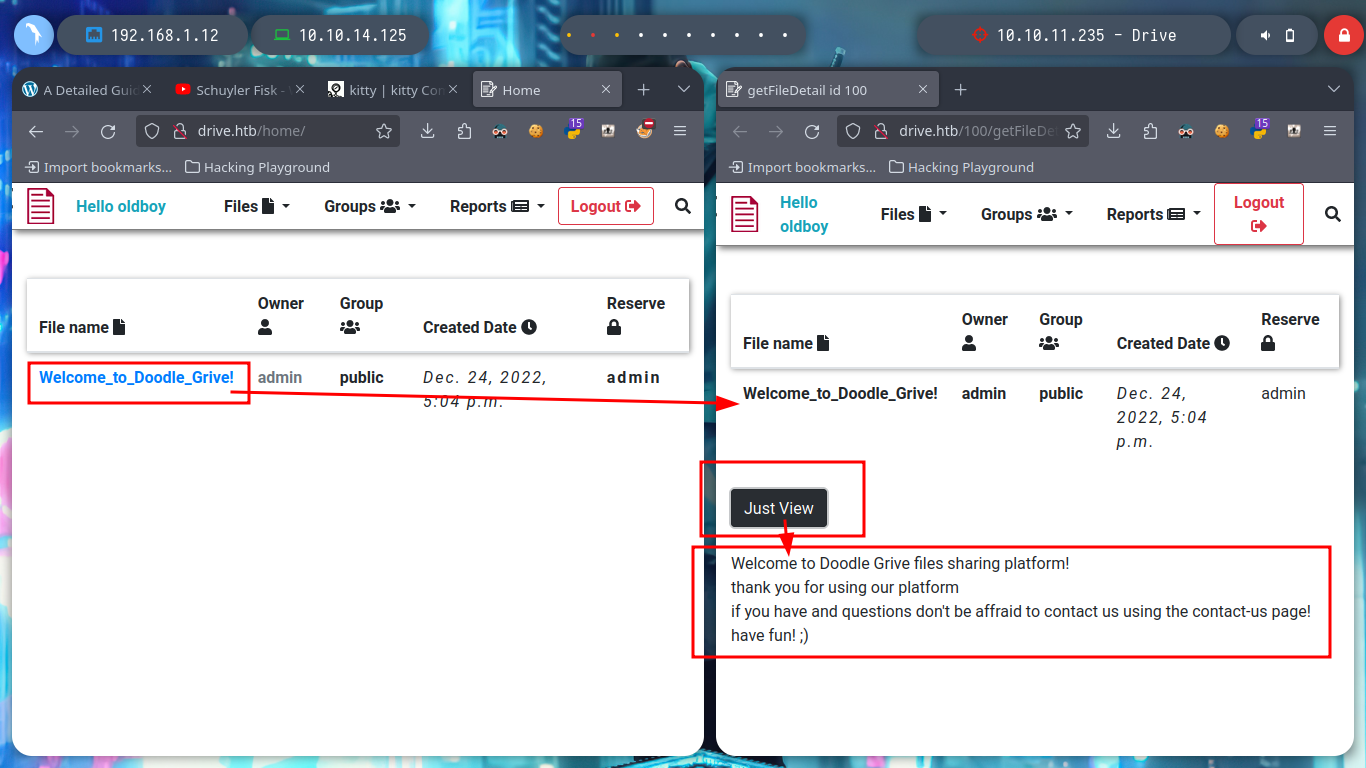 192.168.1.12
10.10.14.125
10.10.11.235 - Drive
A Detailed Guid
Schuyler Fisk -
kitty | kitty Con
Home
drive.htb/home/
15
Import bookmarks...
Hacking Playground
Hello oldboy
Files
Groups
Reports
Logout
File name
Owner
Group
Created Date
Reserve
Welcome_to_Doodle_Grive!
admin
public
Dec. 24, 2022,
5:04 p.m.
admin
getFileDetail id 100
drive.htb/100/getFileDe
15
Import bookmarks...
Hacking Playground
Hello
oldboy
Files
Groups
Reports
Logout
File name
Owner
Group
Created Date
Reserve
Welcome_to_Doodle_Grive!
admin
public
Dec. 24,
2022, 5:04
p.m.
admin
Just View
Welcome to Doodle Grive files sharing platform!
thank you for using our platform
if you have and questions don't be affraid to contact us using the contact-us page!
have fun! ;)